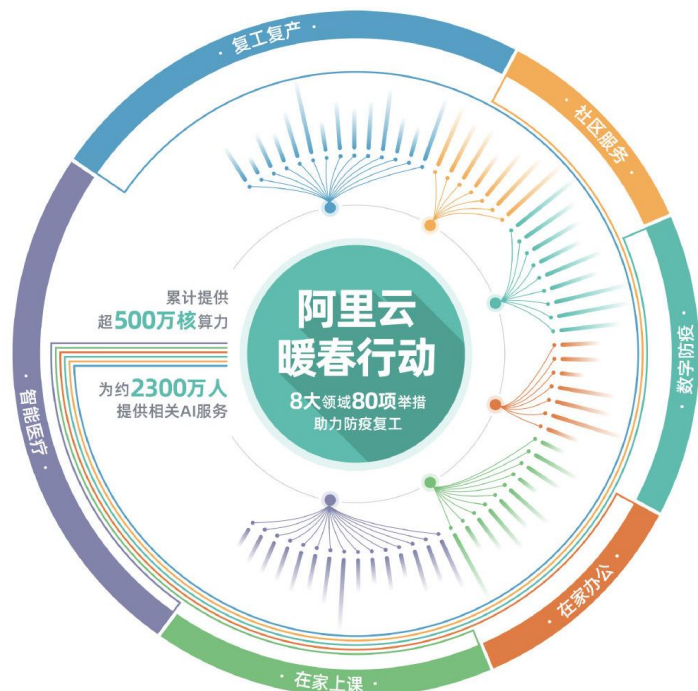 · 复工复产 ·
· 社区服务 ·
· 数字防疫 ·
· 在家办公 ·
· 在家上课 ·
· 智能医疗 ·
累计提供
超500万核算力
为约2300万人
提供相关AI服务
阿里云
暖春行动
8大领域80项举措
助力防疫复工